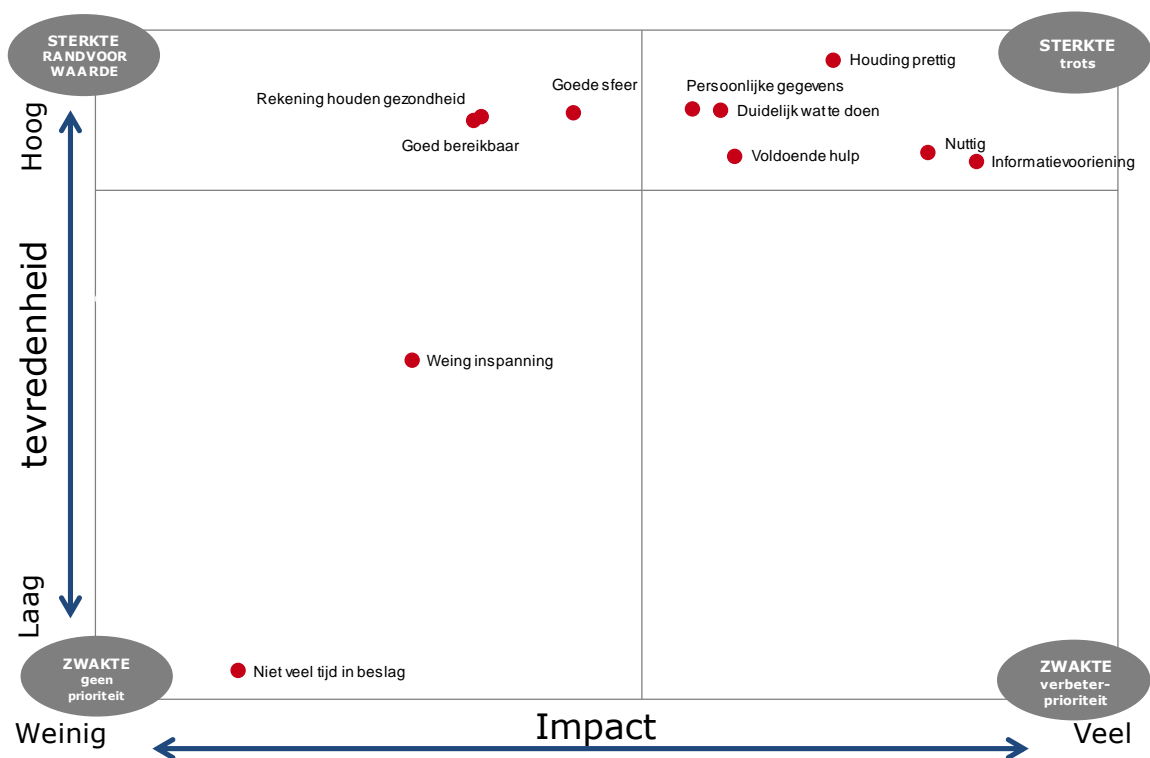 STERKTE
RANDVOOR
WAARDE
STERKTE
trots
Houding prettig
Goede sfeer
Persoonlijke gegevens
Rekening houden gezondheid
Duidelijk wat te doen
Hoog
Goed bereikbaar
Voldoende hulp
Nuttig
Informatievooriening
tevredenheid
Weing inspanning
Laag
ZWAKTE
geen
prioriteit
Niet veel tijd in beslag
ZWAKTE
verbeter-
prioriteit
Weinig
Impact
Veel